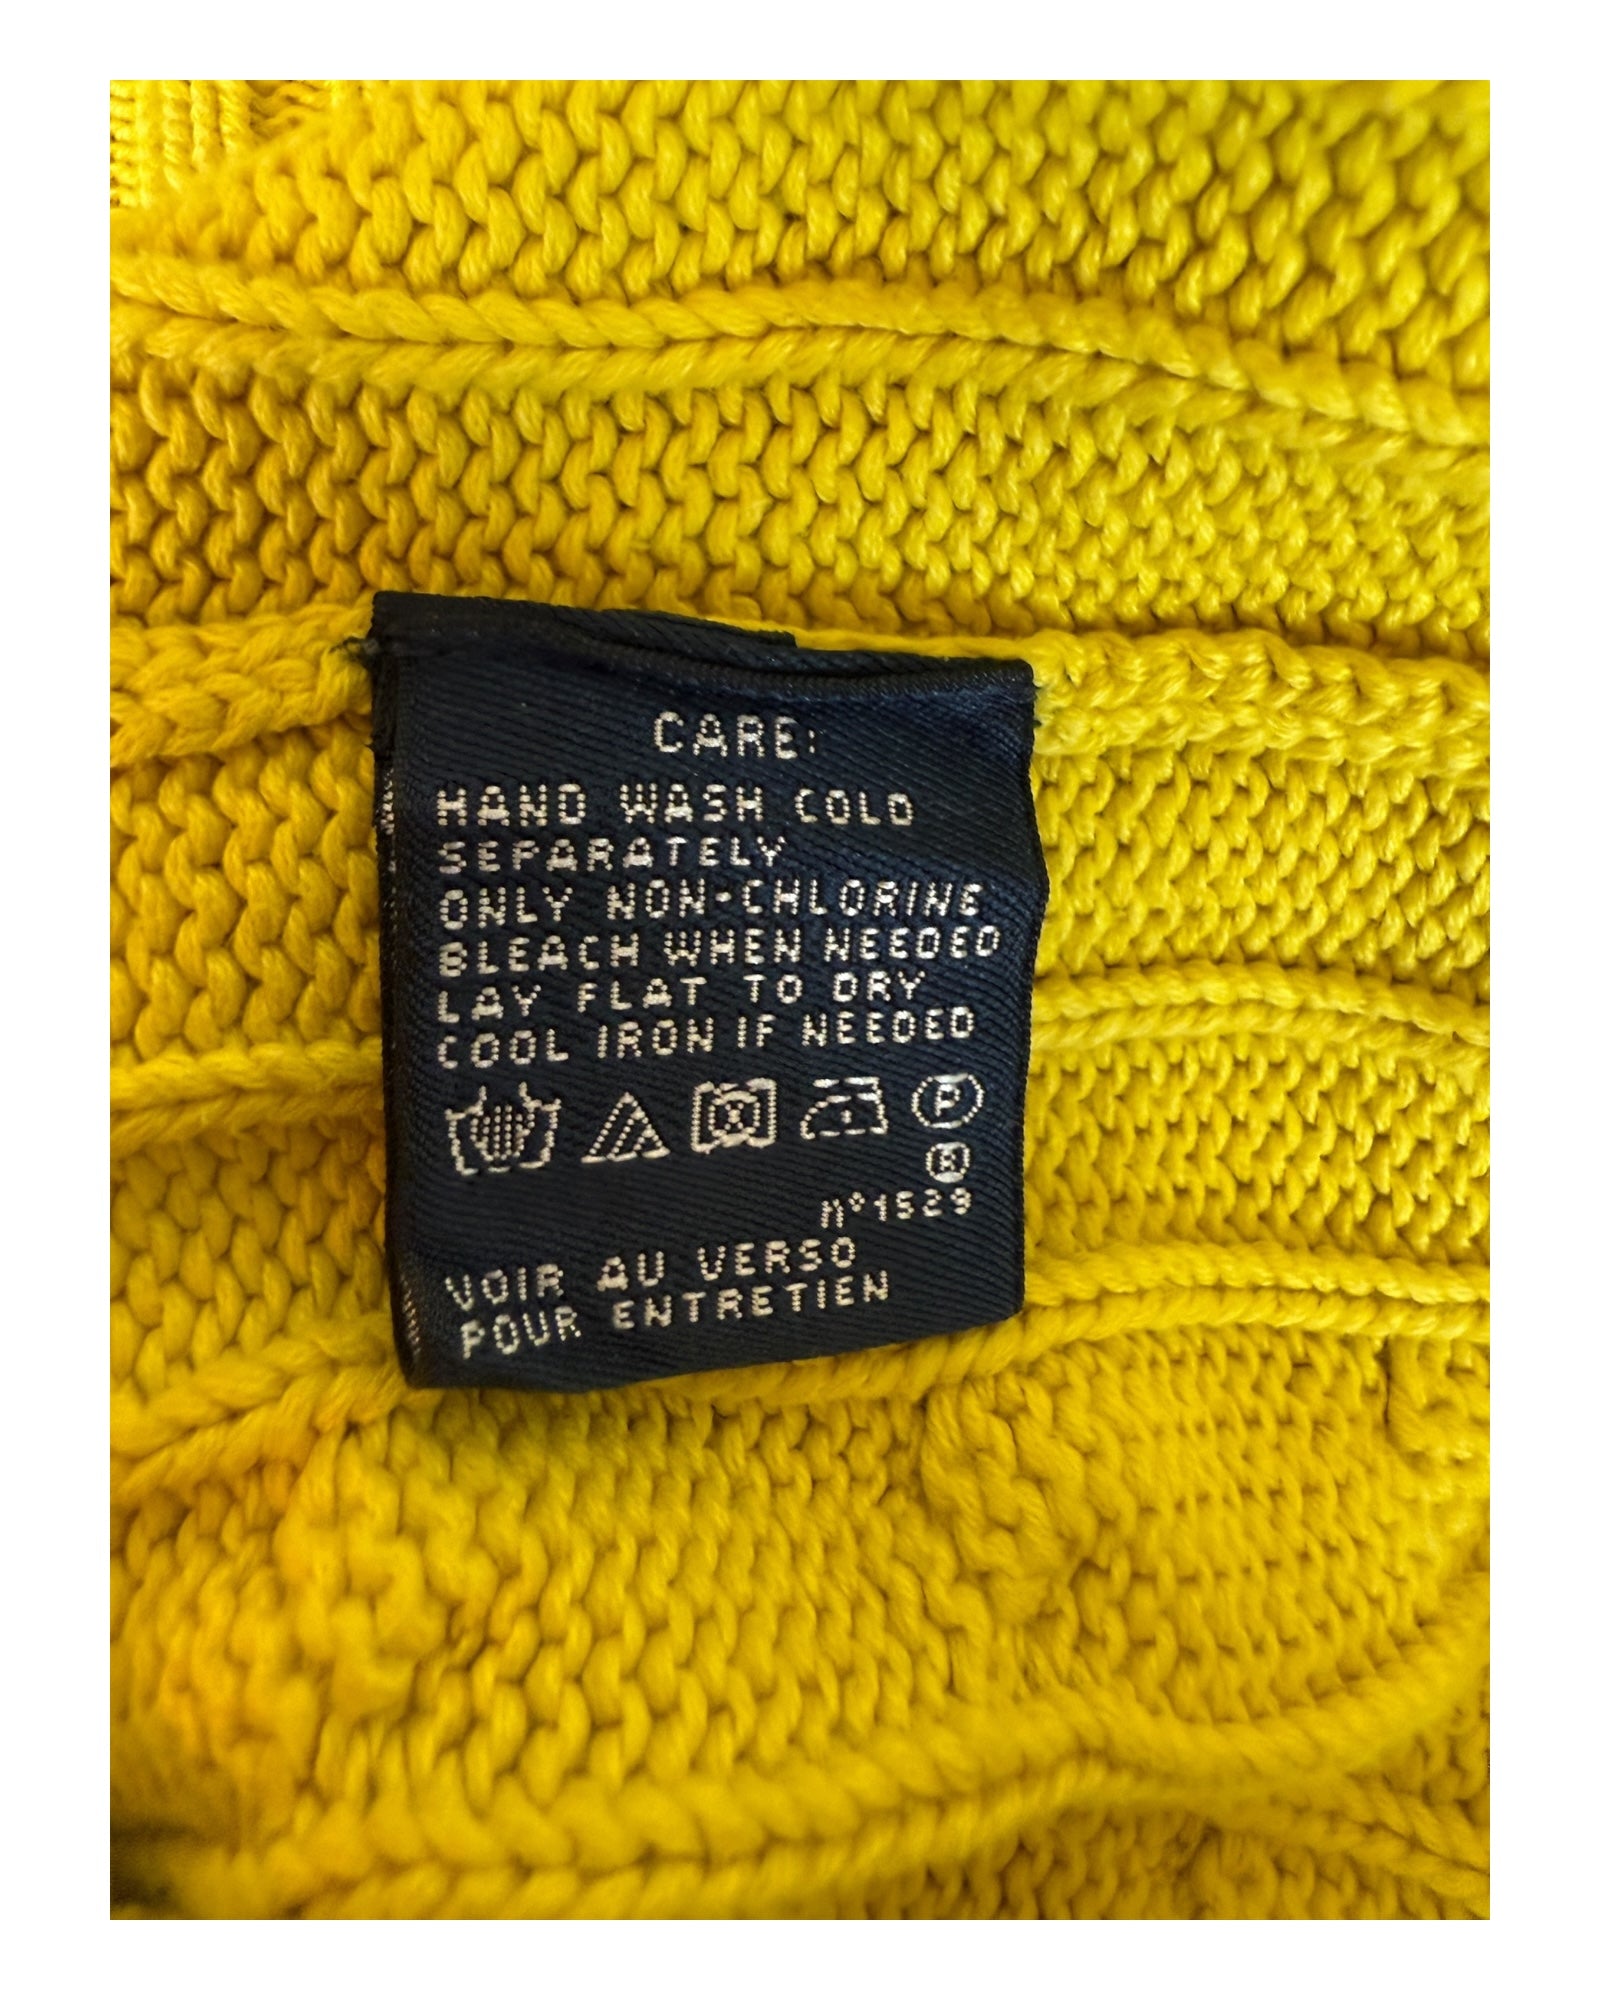 CARE:
HAND WASH COLD
SEPARATELY
ONLY NON-CHLORINE
BLEACH WHEN NEEDED
LAY FLAT TO DRY
COOL IRON IF NEEDED
P
R
nº1529
VOIR AU VERSO
POUR ENTRETIEN